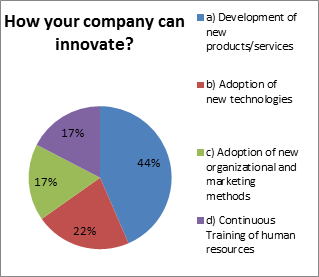 How your company can
innovate?
a) Development of
new
products/services
b) Adoption of
new technologies
c) Adoption of new
organizational and
marketing
methods
d) Continuous
Training of human
resources
44%
22%
17%
17%